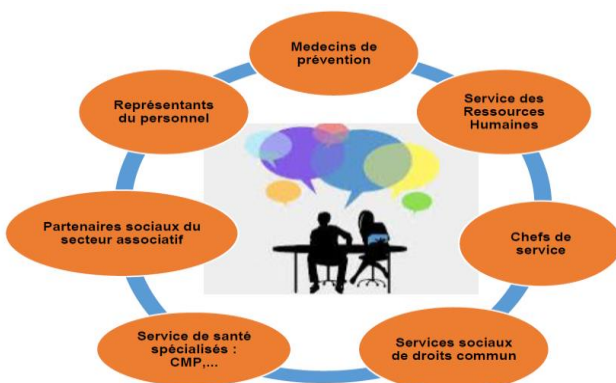 Medecins de
prévention
Service des
Ressources
Humaines
Chefs de
service
Services sociaux
de droits commun
Service de santé
spécialisés :
CMP,...
Partenaires sociaux du
secteur associatif
Représentants
du personnel